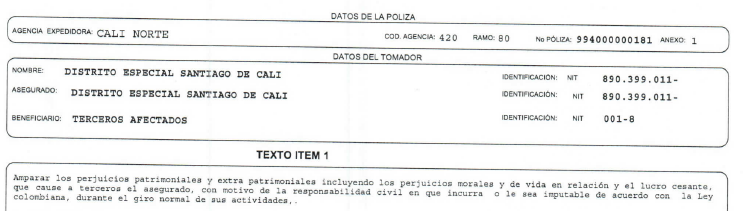 DATOS DE LA POLIZA
AGENCIA EXPEDIDORA: CALI NORTE COD. AGENCIA: 420 RAMO: 80 No PÓLIZA: 994000000181 ANEXO: 1
DATOS DEL TOMADOR
NOMBRE: DISTRITO ESPECIAL SANTIAGO DE CALI IDENTIFICACIÓN: NIT 890.399.011-
ASEGURADO: DISTRITO ESPECIAL SANTIAGO DE CALI IDENTIFICACIÓN: NIT 890.399.011-
BENEFICIARIO: TERCEROS AFECTADOS IDENTIFICACIÓN: NIT 001-8
TEXTO ITEM 1
Amparar los perjuicios patrimoniales y extra patrimoniales incluyendo los perjuicios morales y de vida en relación y el lucro cesante,
que cause a terceros el asegurado, con motivo de la responsabilidad civil en que incurra o le sea imputable de acuerdo con la Ley
colombiana, durante el giro normal de sus actividades,.